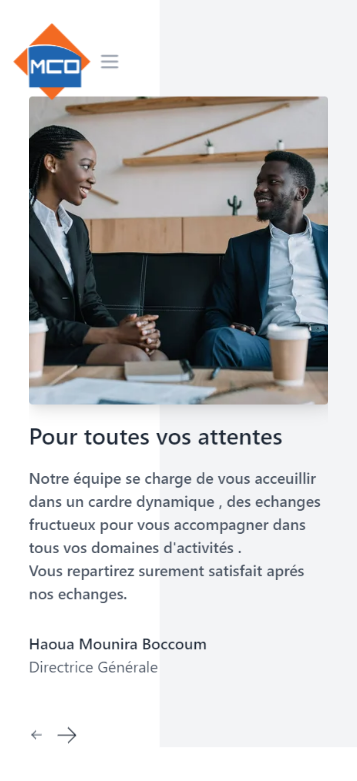 MCO
Pour toutes vos attentes
Notre équipe se charge de vous acceuillir
dans un cardre dynamique , des echanges
fructueux pour vous accompagner dans
tous vos domaines d'activités .
Vous repartirez surement satisfait aprés
nos echanges.
Haoua Mounira Boccoum
Directrice Générale